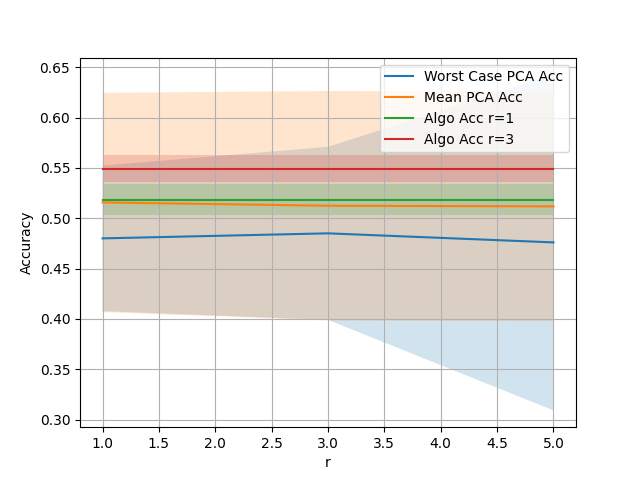 Worst Case PCA Acc
Mean PCA Acc
Algo Acc r=1
Algo Acc r=3
0.65
0.60
0.55
0.50
0.45
0.40
0.35
0.30
Accuracy
1.0 1.5 2.0 2.5 3.0 3.5 4.0 4.5 5.0
r